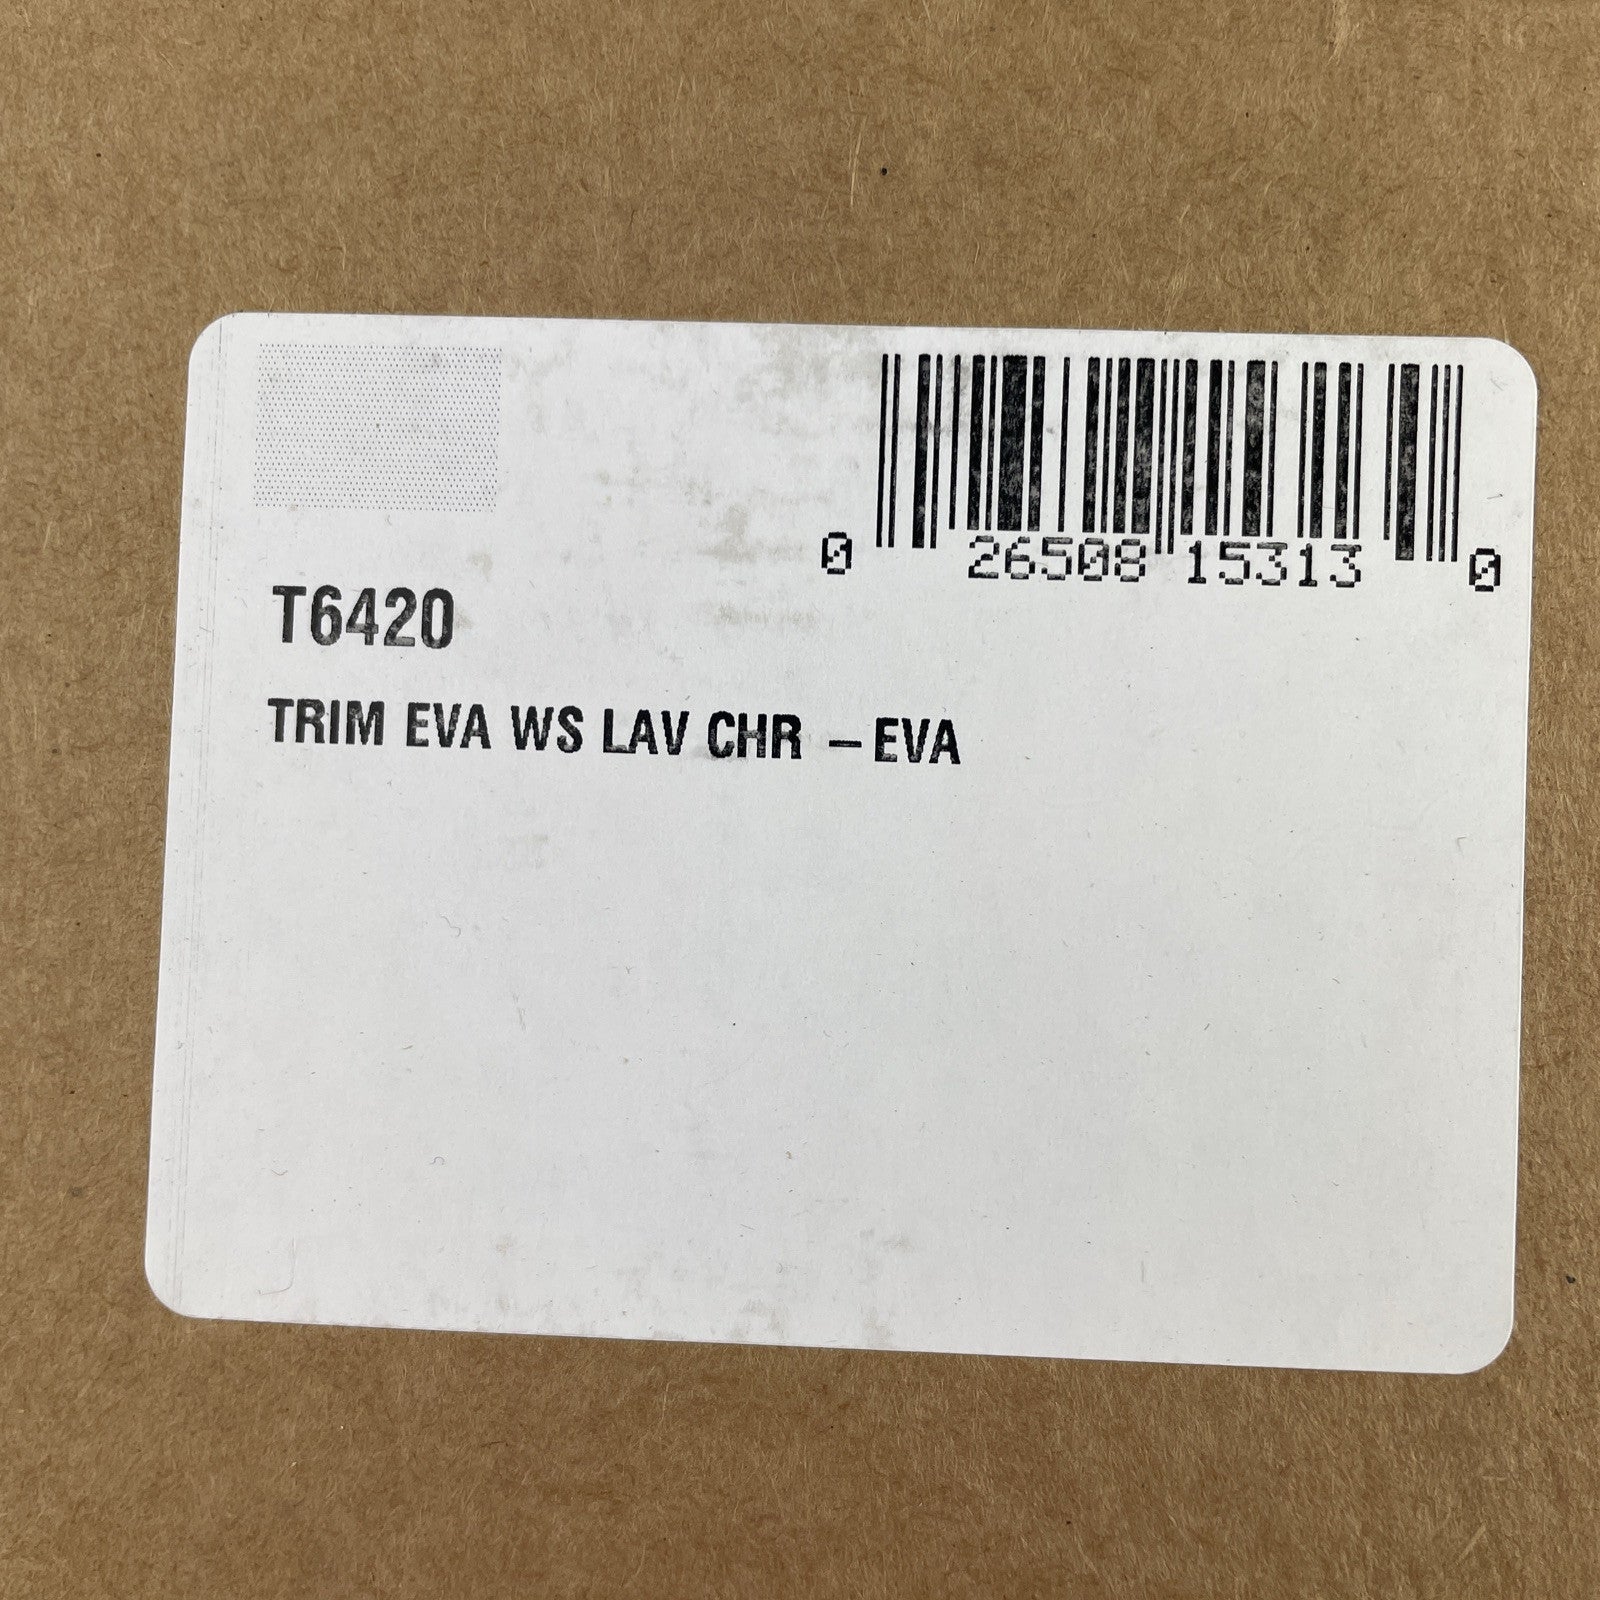 0 26508 15313 0
T6420
TRIM EVA WS LAV CHR – EVA